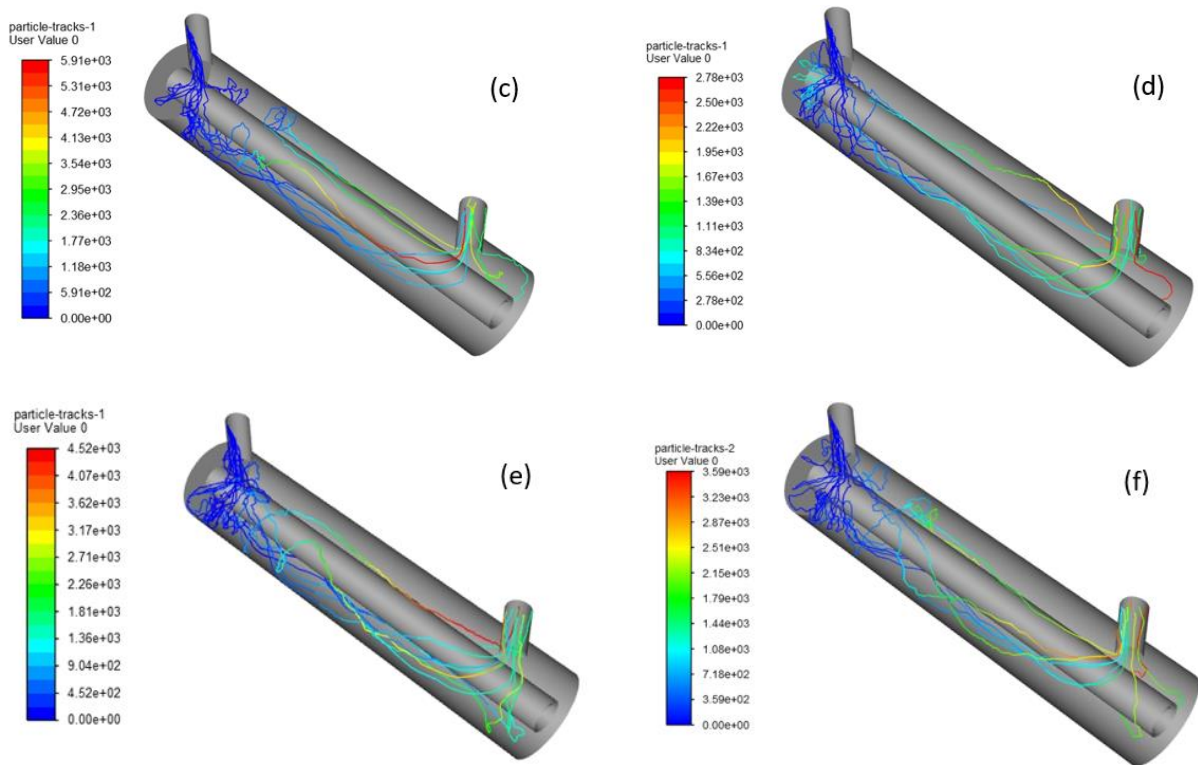 particle-tracks-1
User Value 0
5.91e+03
5.31e+03
4.72e+03
4.13e+03
3.54e+03
2.95e+03
2.36e+03
1.77e+03
1.18e+03
5.91e+02
0.00e+00
(c)
particle-tracks-1
User Value 0
2.78e+03
2.50e+03
2.22e+03
1.95e+03
1.67e+03
1.39e+03
1.11e+03
8.34e+02
5.56e+02
2.78e+02
0.00e+00
(d)
particle-tracks-1
User Value 0
4.52e+03
4.07e+03
3.62e+03
3.17e+03
2.71e+03
2.26e+03
1.81e+03
1.36e+03
9.04e+02
4.52e+02
0.00e+00
(e)
particle-tracks-2
User Value 0
3.59e+03
3.23e+03
2.87e+03
2.51e+03
2.15e+03
1.79e+03
1.44e+03
1.08e+03
7.18e+02
3.59e+02
0.00e+00
(f)